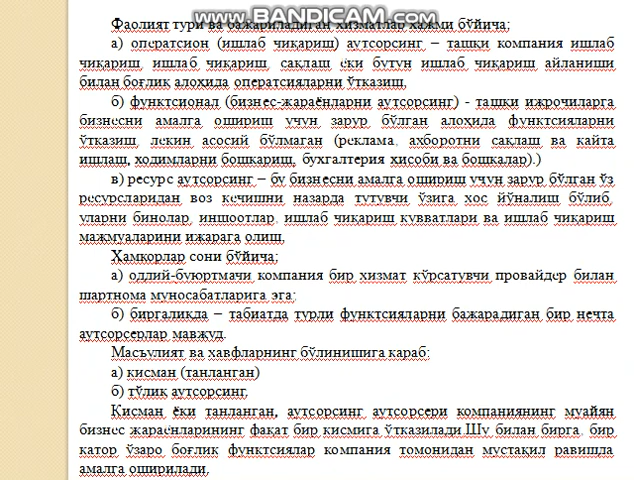 www.BANDICAM.com
Фаолият тури ва бажариладиган хизматлар ҳажми бўйича;
а) оператсион (ишлаб чиқариш) аутсорсинг – ташқи компания ишлаб
чиқариш, ишлаб чиқариш, сақлаш ёки бутун ишлаб чиқариш айланиши
билан боғлиқ алоҳида оператсияларни ўтказиш,
б) функтсионал (бизнес-жараёнларни аутсорсинг) - ташқи ижрочиларга
бизнесни амалга ошириш учун зарур бўлган алоҳида функтсияларни
ўтказиш, лекин асосий бўлмаган (реклама, ахборотни сақлаш ва қайта
ишлаш, ходимларни бошқариш, бухгалтерия ҳисоби ва бошқалар).)
в) ресурс аутсорсинг – бу бизнесни амалга ошириш учун зарур бўлган ўз
ресурсларидан воз кечишни назарда тутувчи ўзига хос йўналиш бўлиб,
уларни бинолар, иншоотлар, ишлаб чиқариш қувватлари ва ишлаб чиқариш
мажмуаларини ижарага олиш,
Ҳамкорлар сони бўйича;
а) оддий-буюртмачи компания бир хизмат кўрсатувчи провайдер билан
шартнома муносабатларига эга;
б) биргаликда – табиатда турли функтсияларни бажарадиган бир нечта
аутсорсерлар мавжуд.
Масъулият ва хавфларнинг бўлинишига қараб:
а) қисман (танланган)
б) тўлиқ аутсорсинг,
Қисман ёки танланган, аутсорсинг аутсорсери компаниянинг муайян
бизнес жараёнларининг фақат бир қисмига ўтказилади.Шу билан бирга, бир
қатор ўзаро боғлиқ функтсиялар компания томонидан мустақил равишда
амалга оширилади,